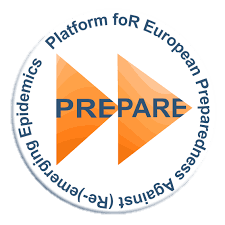 Platform foR European Preparedness Against (Re-)emerging Epidemics
PREPARE